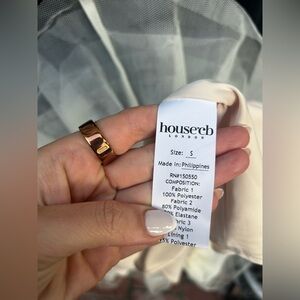 house of cb
LONDON
Size: S
Made In: Philippines
RN#150550
COMPOSITION:
Fabric 1
100% Polyester
Fabric 2
80% Polyamide
Elastane
Fabric 3
Nylon
Lining 1
Polyester